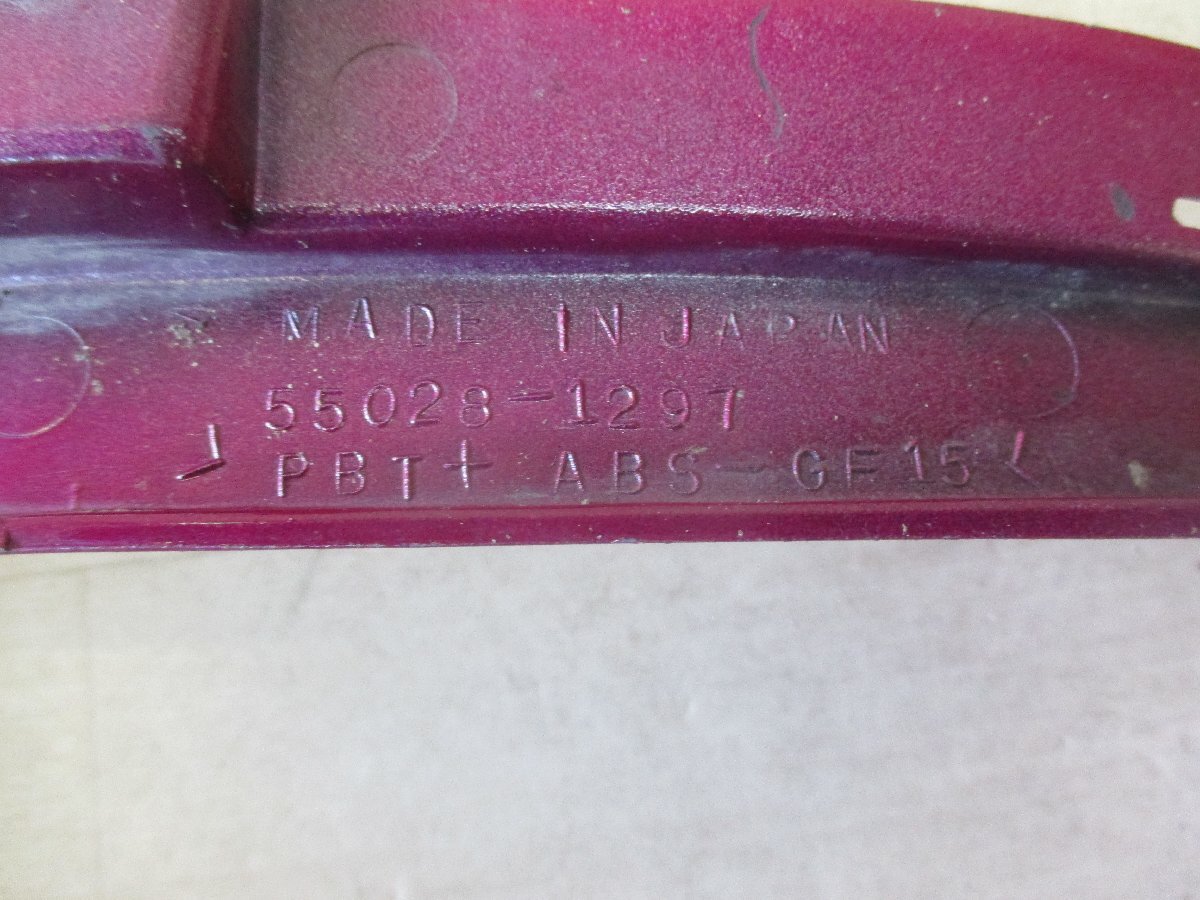 MADE IN JAPAN
55028-1297
>PBT+ABS-GF15<